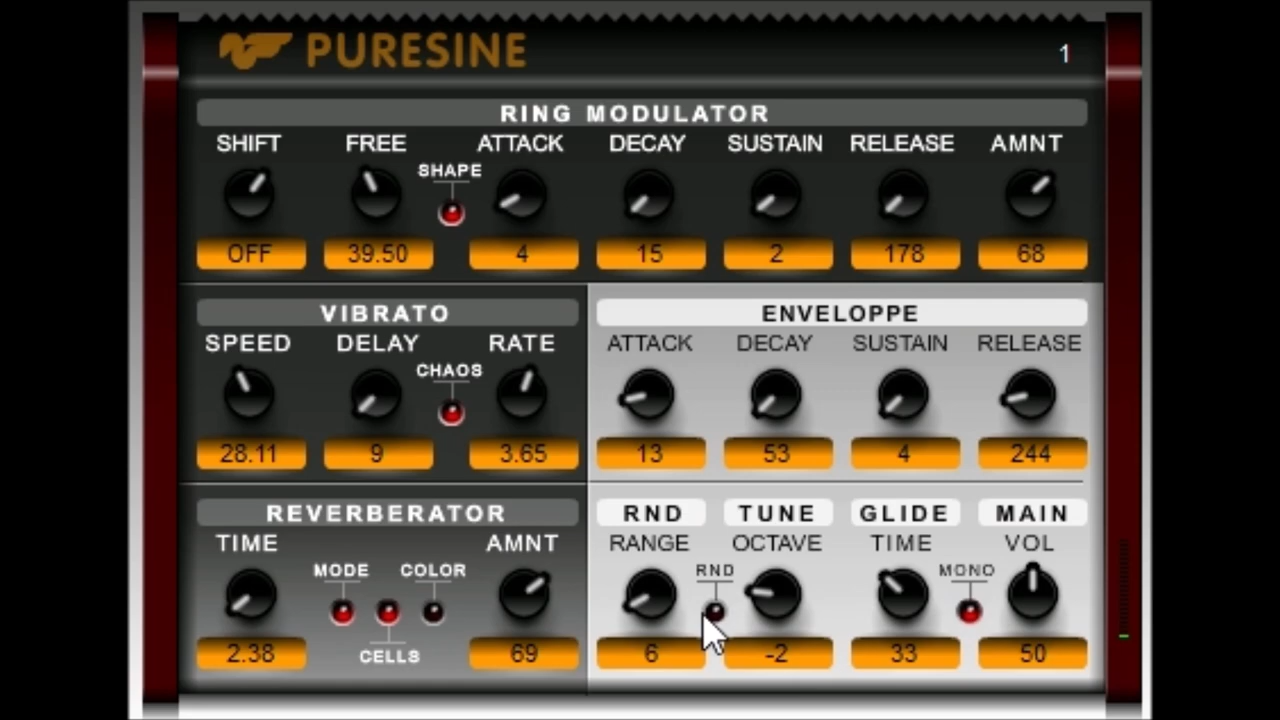 PURESINE
1
RING MODULATOR
SHIFT FREE ATTACK DECAY SUSTAIN RELEASE AMNT
SHAPE
OFF 39.50 4 15 2 178 68
VIBRATO
SPEED DELAY RATE
CHAOS
28.11 9 3.65
ENVELOPPE
ATTACK DECAY SUSTAIN RELEASE
13 53 4 244
REVERBERATOR
TIME AMNT
MODE COLOR
CELLS
2.38 69
RND TUNE GLIDE MAIN
RANGE OCTAVE TIME VOL
RND MONO
6 -2 33 50